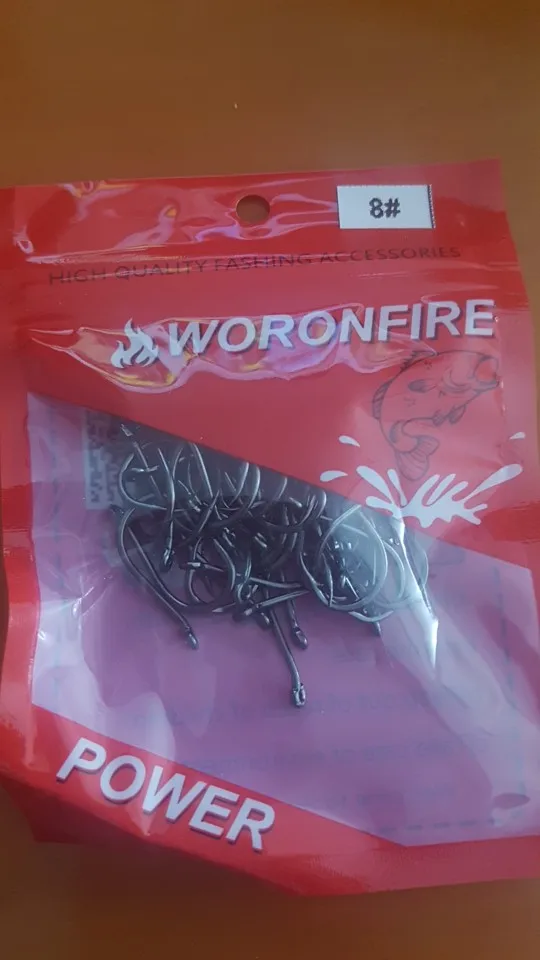 8#
HIGH QUALITY FASHING ACCESSORIES
WORONFIRE
POWER